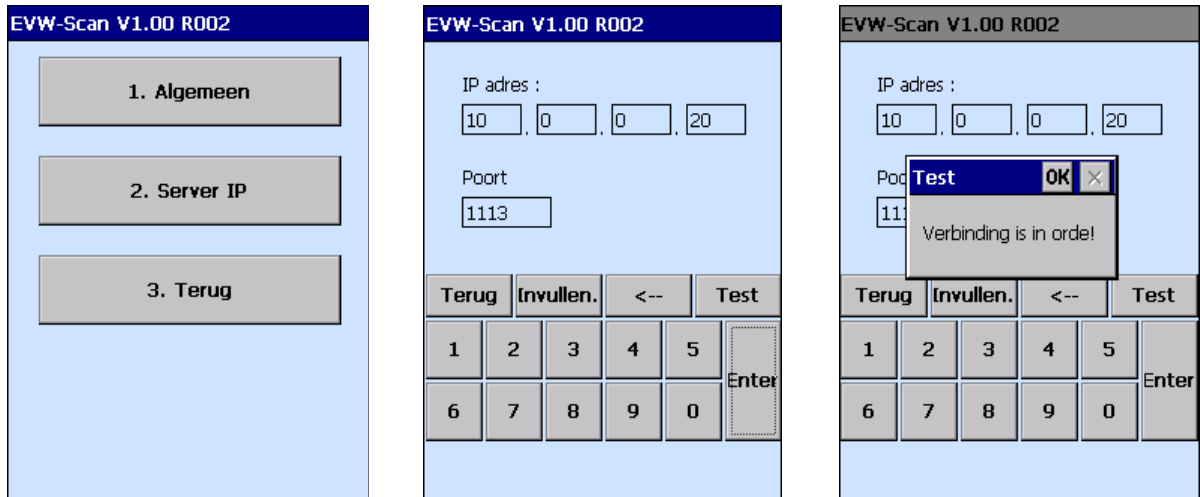 EVW-Scan V1.00 R002
1. Algemeen
2. Server IP
3. Terug
EVW-Scan V1.00 R002
IP adres :
10 . 0 . 0 . 20
Poort
1113
Terug Invullen. <-- Test
1 2 3 4 5
Enter
6 7 8 9 0
EVW-Scan V1.00 R002
IP adres :
10 . 0 . 0 . 20
Test OK ×
Verbinding is in orde!
Terug Invullen. <-- Test
1 2 3 4 5
Enter
6 7 8 9 0